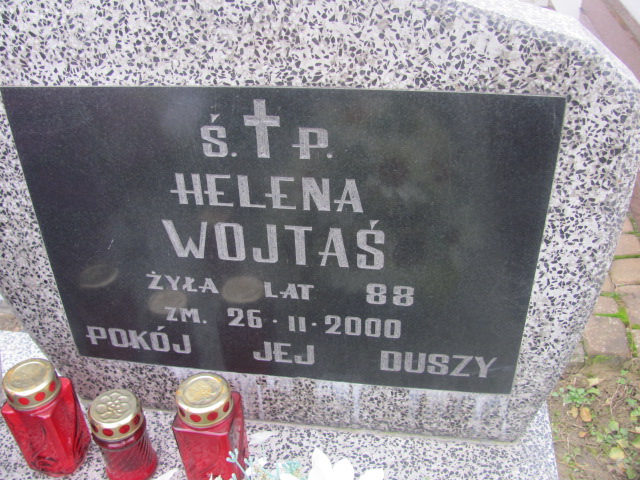 Ś. P.
HELENA
WOJTAŚ
ŻYŁA LAT 88
ZM. 26·11·2000
POKÓJ JEJ DUSZY